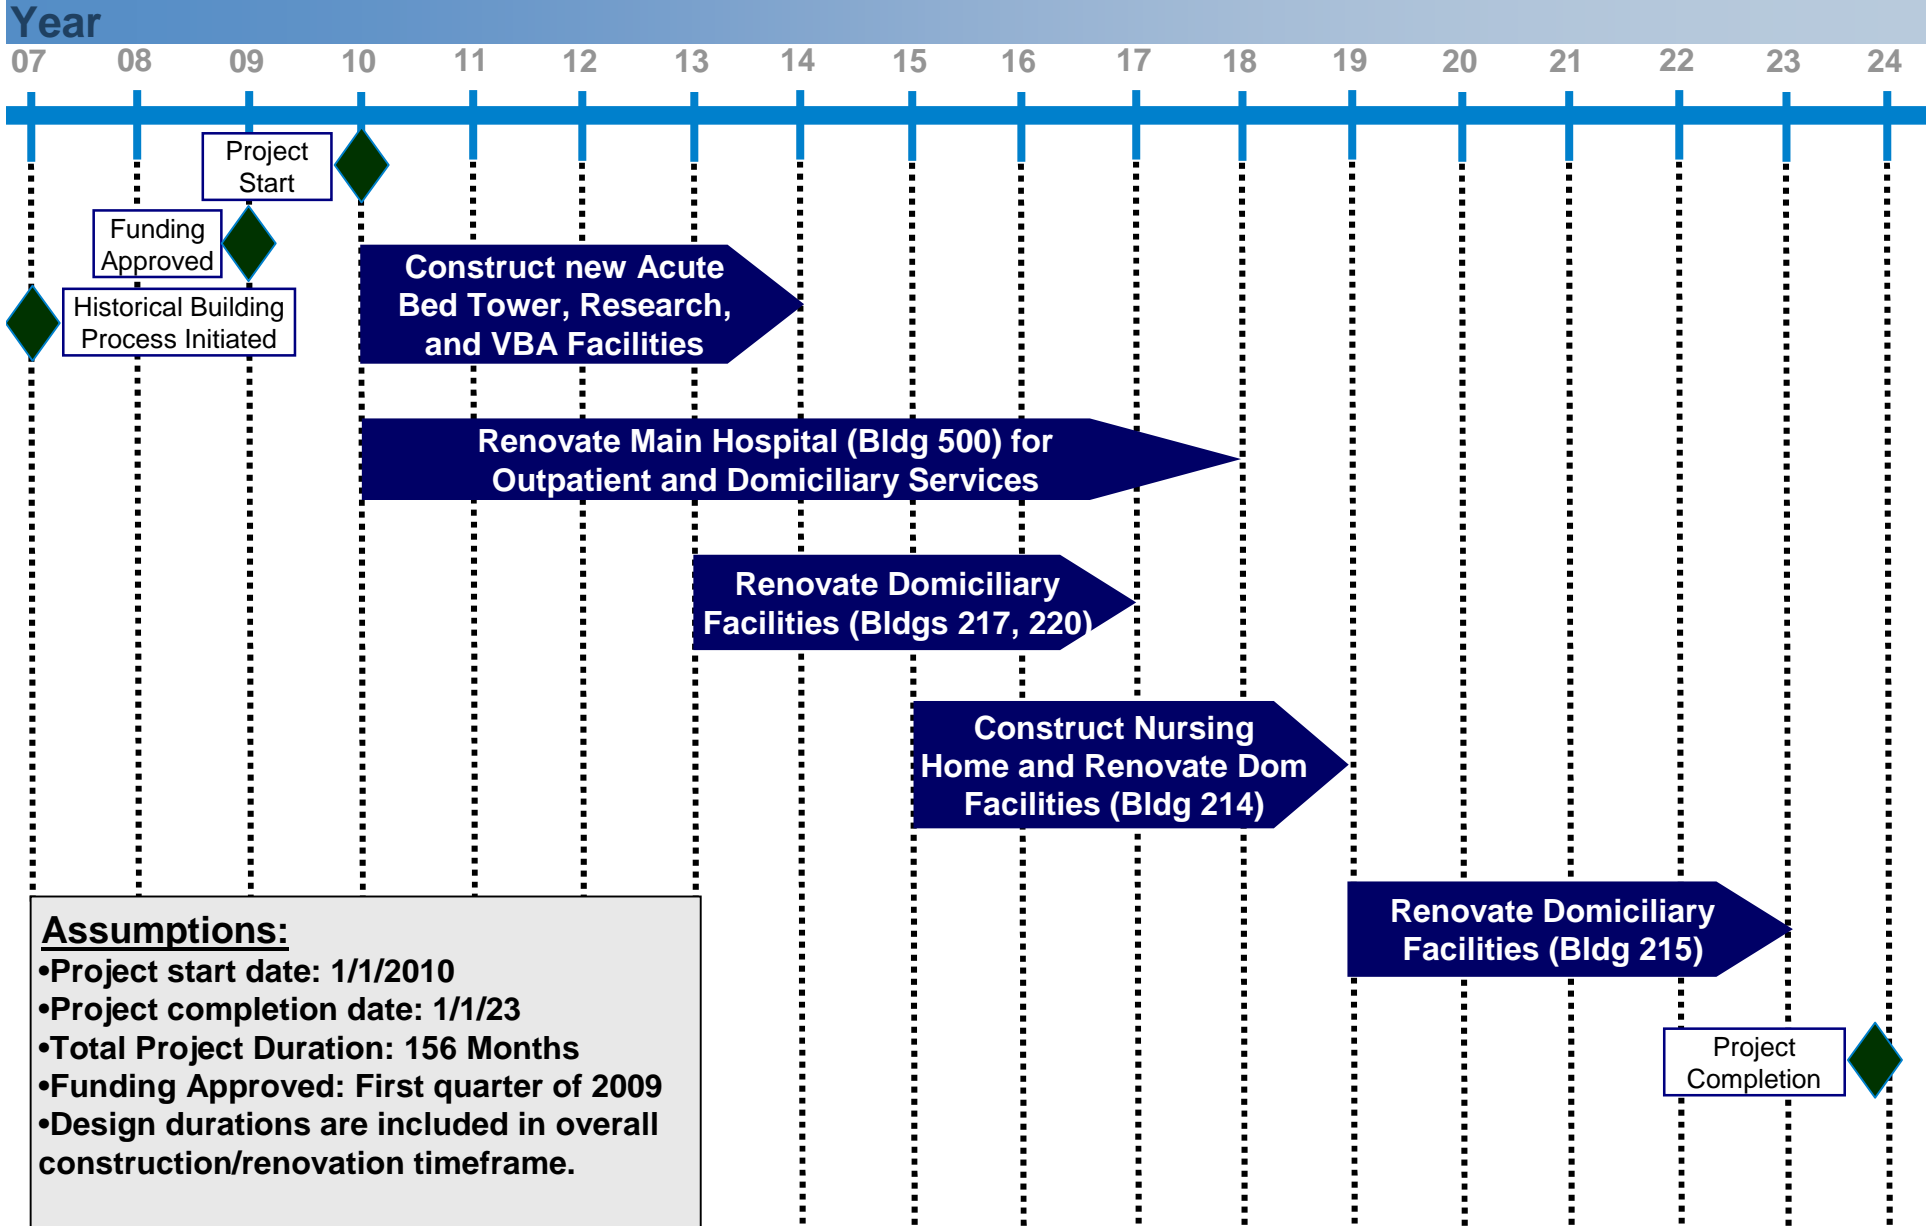 Year
07 08 09 10 11 12 13 14 15 16 17 18 19 20 21 22 23 24
Project
Start
Funding
Approved
Historical Building
Process Initiated
Construct new Acute
Bed Tower, Research,
and VBA Facilities
Renovate Main Hospital (Bldg 500) for
Outpatient and Domiciliary Services
Renovate Domiciliary
Facilities (Bldgs 217, 220)
Construct Nursing
Home and Renovate Dom
Facilities (Bldg 214)
Renovate Domiciliary
Facilities (Bldg 215)
Project
Completion
Assumptions:
•Project start date: 1/1/2010
•Project completion date: 1/1/23
•Total Project Duration: 156 Months
•Funding Approved: First quarter of 2009
•Design durations are included in overall
construction/renovation timeframe.